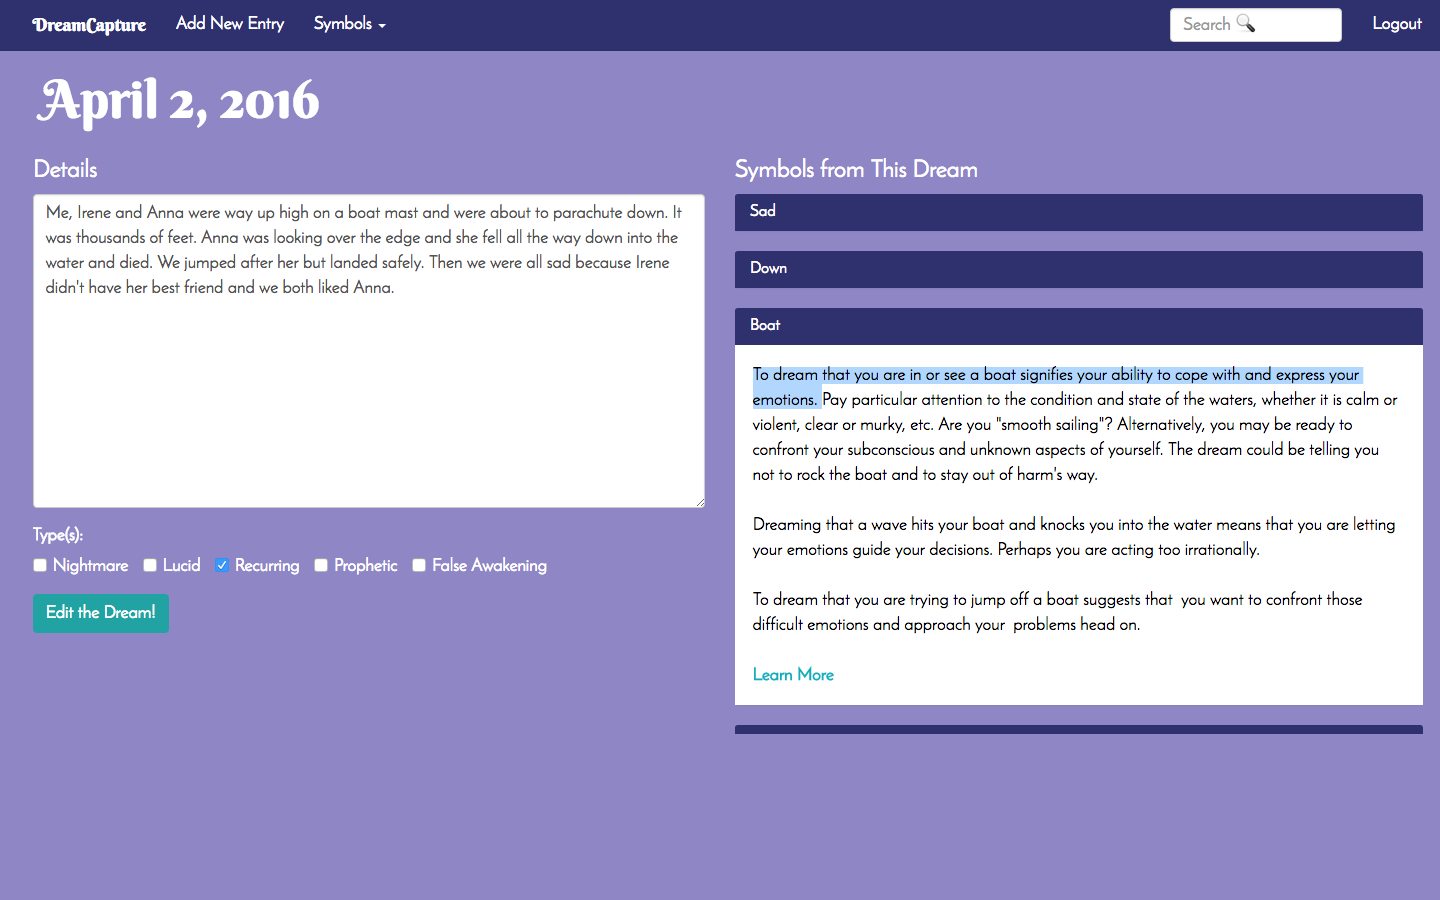 DreamCapture Add New Entry Symbols Search Logout
April 2, 2016
Details
Me, Irene and Anna were way up high on a boat mast and were about to parachute down. It
was thousands of feet. Anna was looking over the edge and she fell all the way down into the
water and died. We jumped after her but landed safely. Then we were all sad because Irene
didn't have her best friend and we both liked Anna.
Type(s):
Nightmare Lucid Recurring Prophetic False Awakening
Edit the Dream!
Symbols from This Dream
Sad
Down
Boat
To dream that you are in or see a boat signifies your ability to cope with and express your
emotions. Pay particular attention to the condition and state of the waters, whether it is calm or
violent, clear or murky, etc. Are you "smooth sailing"? Alternatively, you may be ready to
confront your subconscious and unknown aspects of yourself. The dream could be telling you
not to rock the boat and to stay out of harm's way.
Dreaming that a wave hits your boat and knocks you into the water means that you are letting
your emotions guide your decisions. Perhaps you are acting too irrationally.
To dream that you are trying to jump off a boat suggests that  you want to confront those
difficult emotions and approach your  problems head on.
Learn More